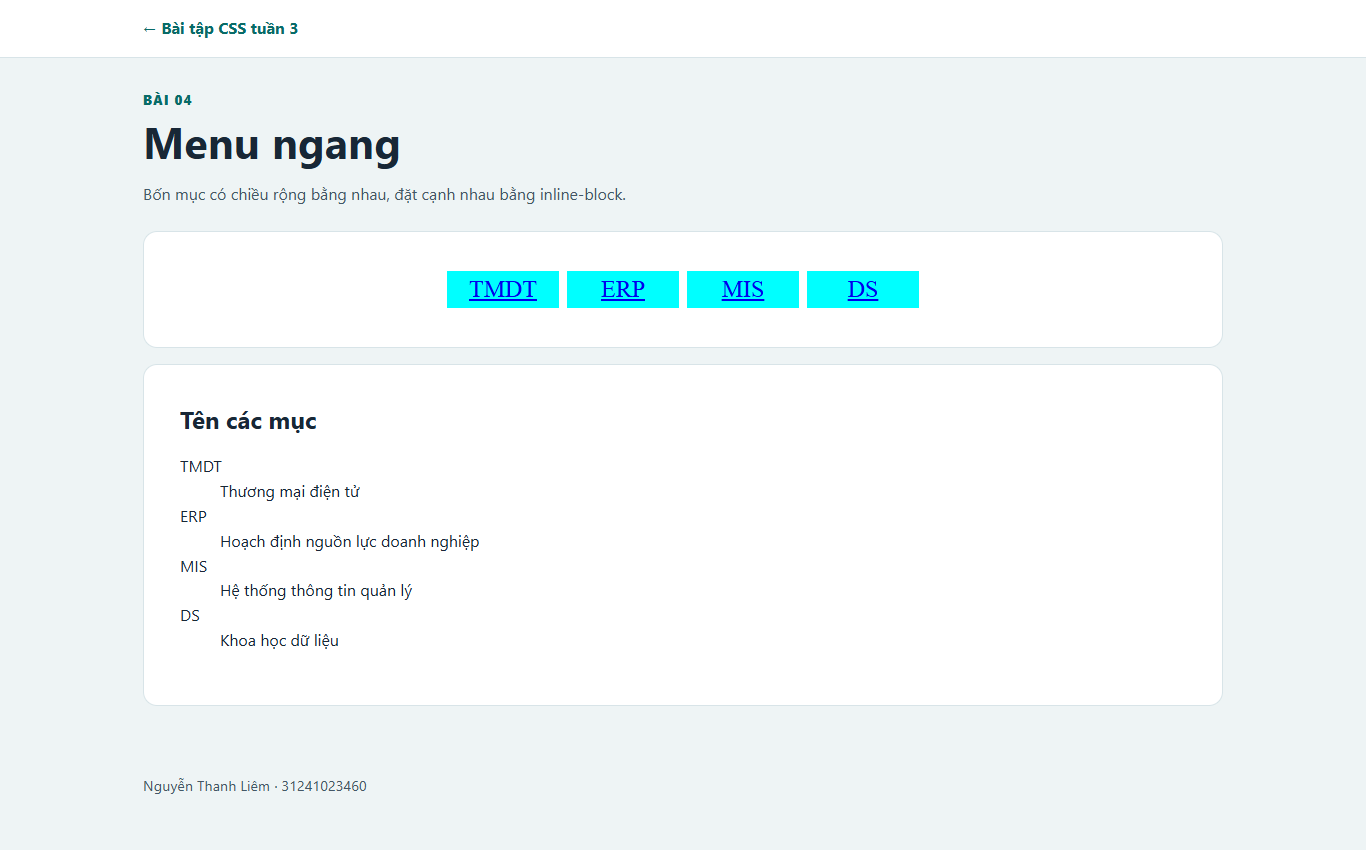 ← Bài tập CSS tuần 3
BÀI 04
Menu ngang
Bốn mục có chiều rộng bằng nhau, đặt cạnh nhau bằng inline-block.
TMDT ERP MIS DS
Tên các mục
TMDT
Thương mại điện tử
ERP
Hoạch định nguồn lực doanh nghiệp
MIS
Hệ thống thông tin quản lý
DS
Khoa học dữ liệu
Nguyễn Thanh Liêm · 31241023460